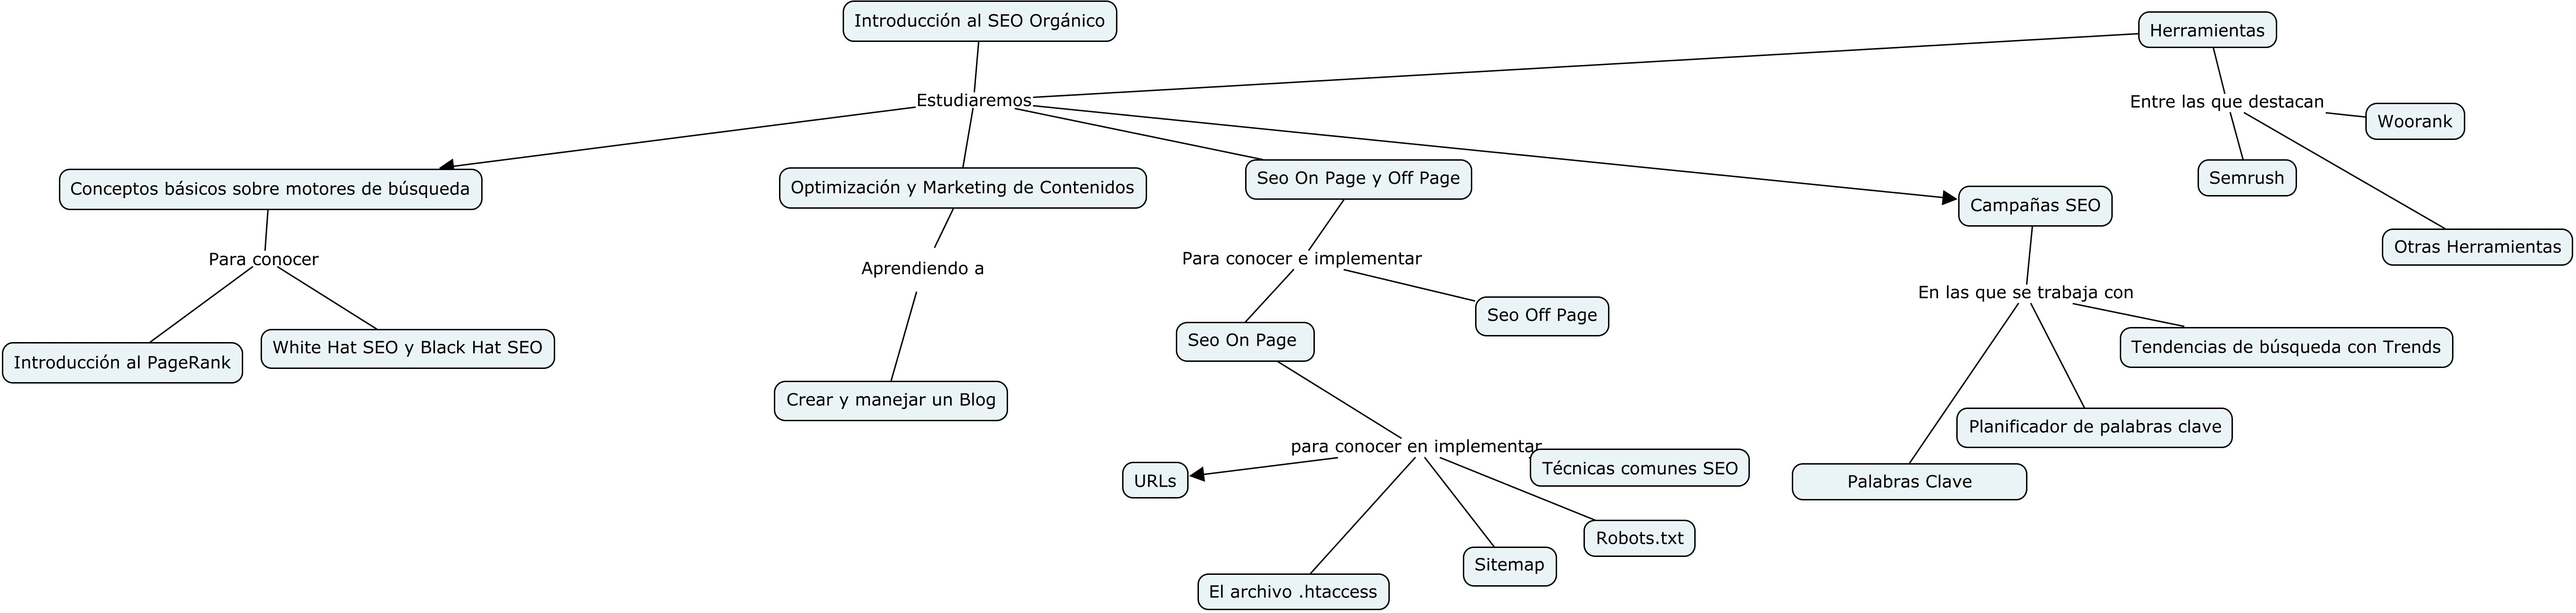 Introducción al SEO Orgánico
Herramientas
Estudiaremos
Entre las que destacan
Woorank
Semrush
Otras Herramientas
Conceptos básicos sobre motores de búsqueda
Optimización y Marketing de Contenidos
Seo On Page y Off Page
Campañas SEO
Para conocer
Aprendiendo a
Para conocer e implementar
En las que se trabaja con
Introducción al PageRank
White Hat SEO y Black Hat SEO
Crear y manejar un Blog
Seo On Page
Seo Off Page
Tendencias de búsqueda con Trends
Planificador de palabras clave
Palabras Clave
para conocer en implementar
URLs
Técnicas comunes SEO
Robots.txt
Sitemap
El archivo .htaccess